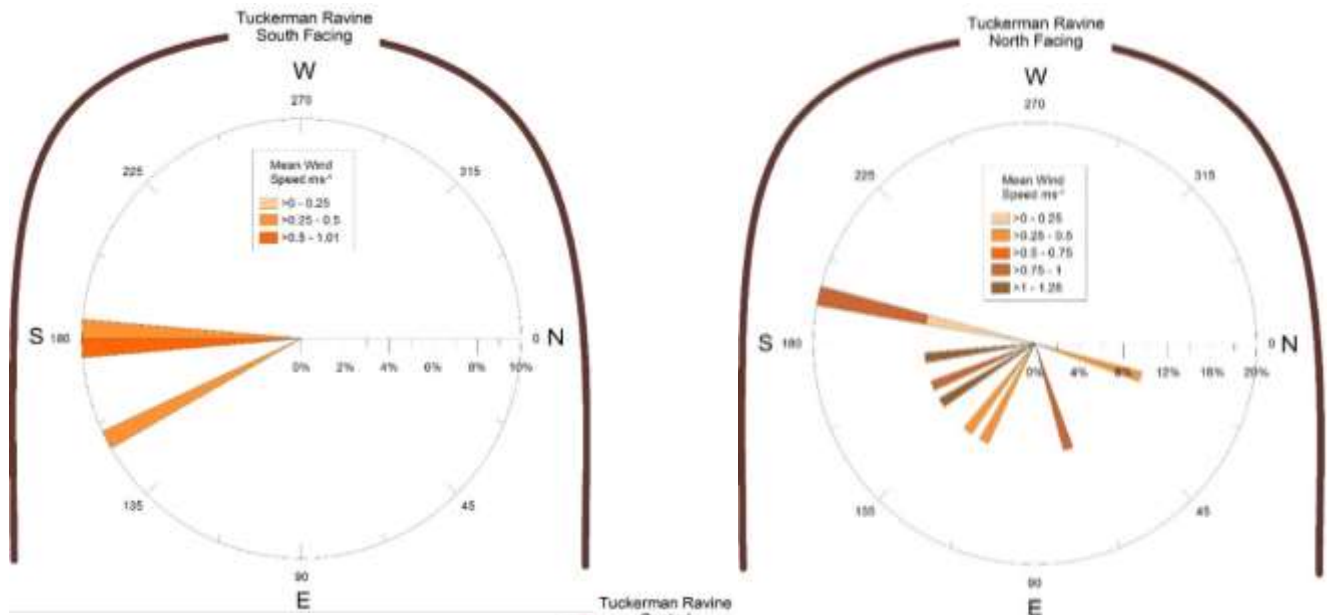 Tuckerman Ravine
South Facing
W
270
225
315
Mean Wind
Speed ms⁻¹
>0 - 0.25
>0.25 - 0.5
>0.5 - 1.01
S 180
0 N
0% 2% 4% 6% 8% 10%
135
45
90
E
Tuckerman Ravine
North Facing
W
270
225
315
Mean Wind
Speed ms⁻¹
>0 - 0.25
>0.25 - 0.5
>0.5 - 0.75
>0.75 - 1
>1 - 1.25
S 180
0 N
0% 4% 8% 12% 16% 20%
135
45
90
E
Tuckerman Ravine